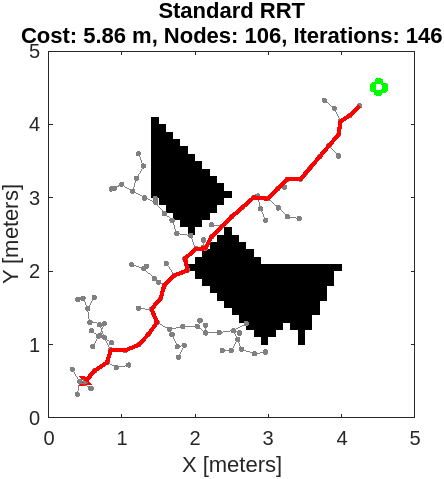 Standard RRT
Cost: 5.86 m, Nodes: 106, Iterations: 146
5
4
3
2
1
0
Y [meters]
0 1 2 3 4 5
X [meters]